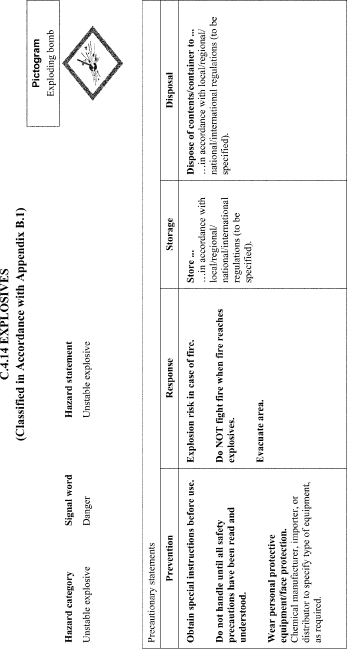 C.4.14 EXPLOSIVES
(Classified in Accordance with Appendix B.1)
Pictogram
Exploding bomb
Hazard category
Unstable explosive
Signal word
Danger
Hazard statement
Unstable explosive
Precautionary statements
Prevention
Obtain special instructions before use.
Do not handle until all safety
precautions have been read and
understood.
Wear personal protective
equipment/face protection.
Chemical manufacturer, importer, or
distributor to specify type of equipment,
as required.
Response
Explosion risk in case of fire.
Do NOT fight fire when fire reaches
explosives.
Evacuate area.
Storage
Store ...
…in accordance with
local/regional/
national/international
regulations (to be
specified).
Disposal
Dispose of contents/container to ...
…in accordance with local/regional/
national/international regulations (to be
specified).